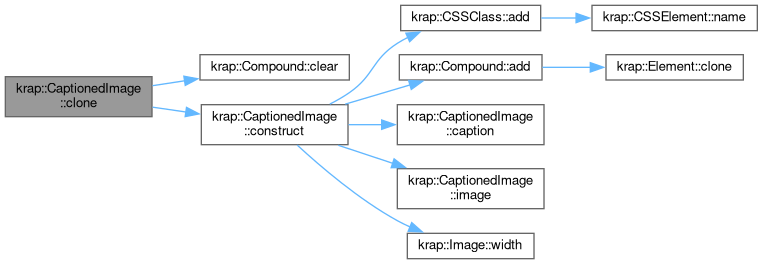 krap::CaptionedImage
::clone
krap::Compound::clear
krap::CaptionedImage
::construct
krap::CSSClass::add
krap::CSSElement::name
krap::Compound::add
krap::Element::clone
krap::CaptionedImage
::caption
krap::CaptionedImage
::image
krap::Image::width